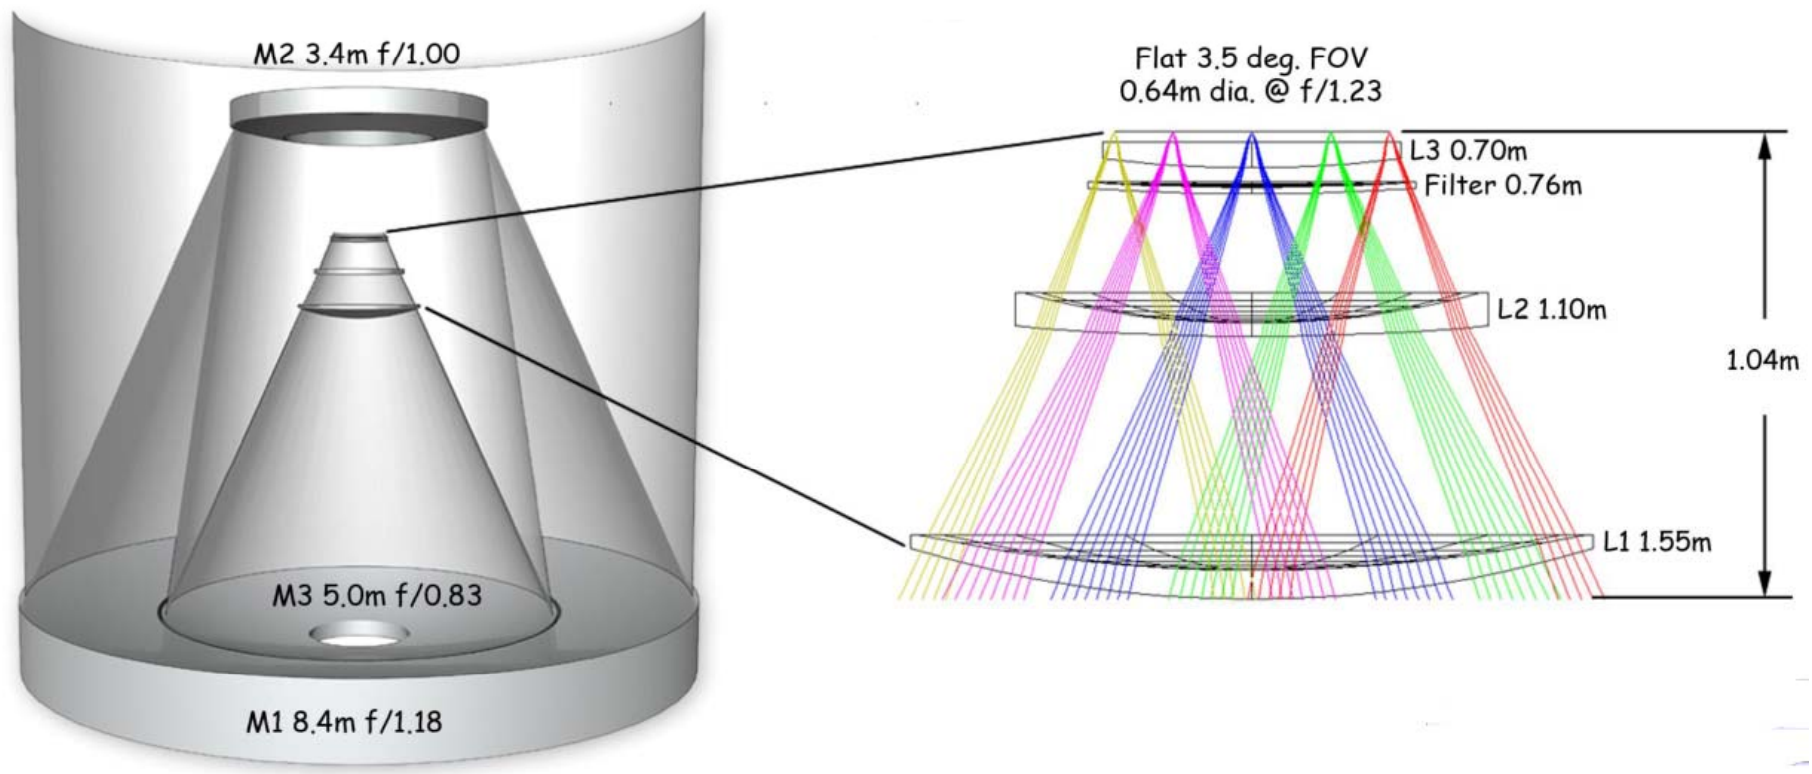 M2 3.4m f/1.00
M3 5.0m f/0.83
M1 8.4m f/1.18
Flat 3.5 deg. FOV
0.64m dia. @ f/1.23
L3 0.70m
Filter 0.76m
L2 1.10m
1.04m
L1 1.55m